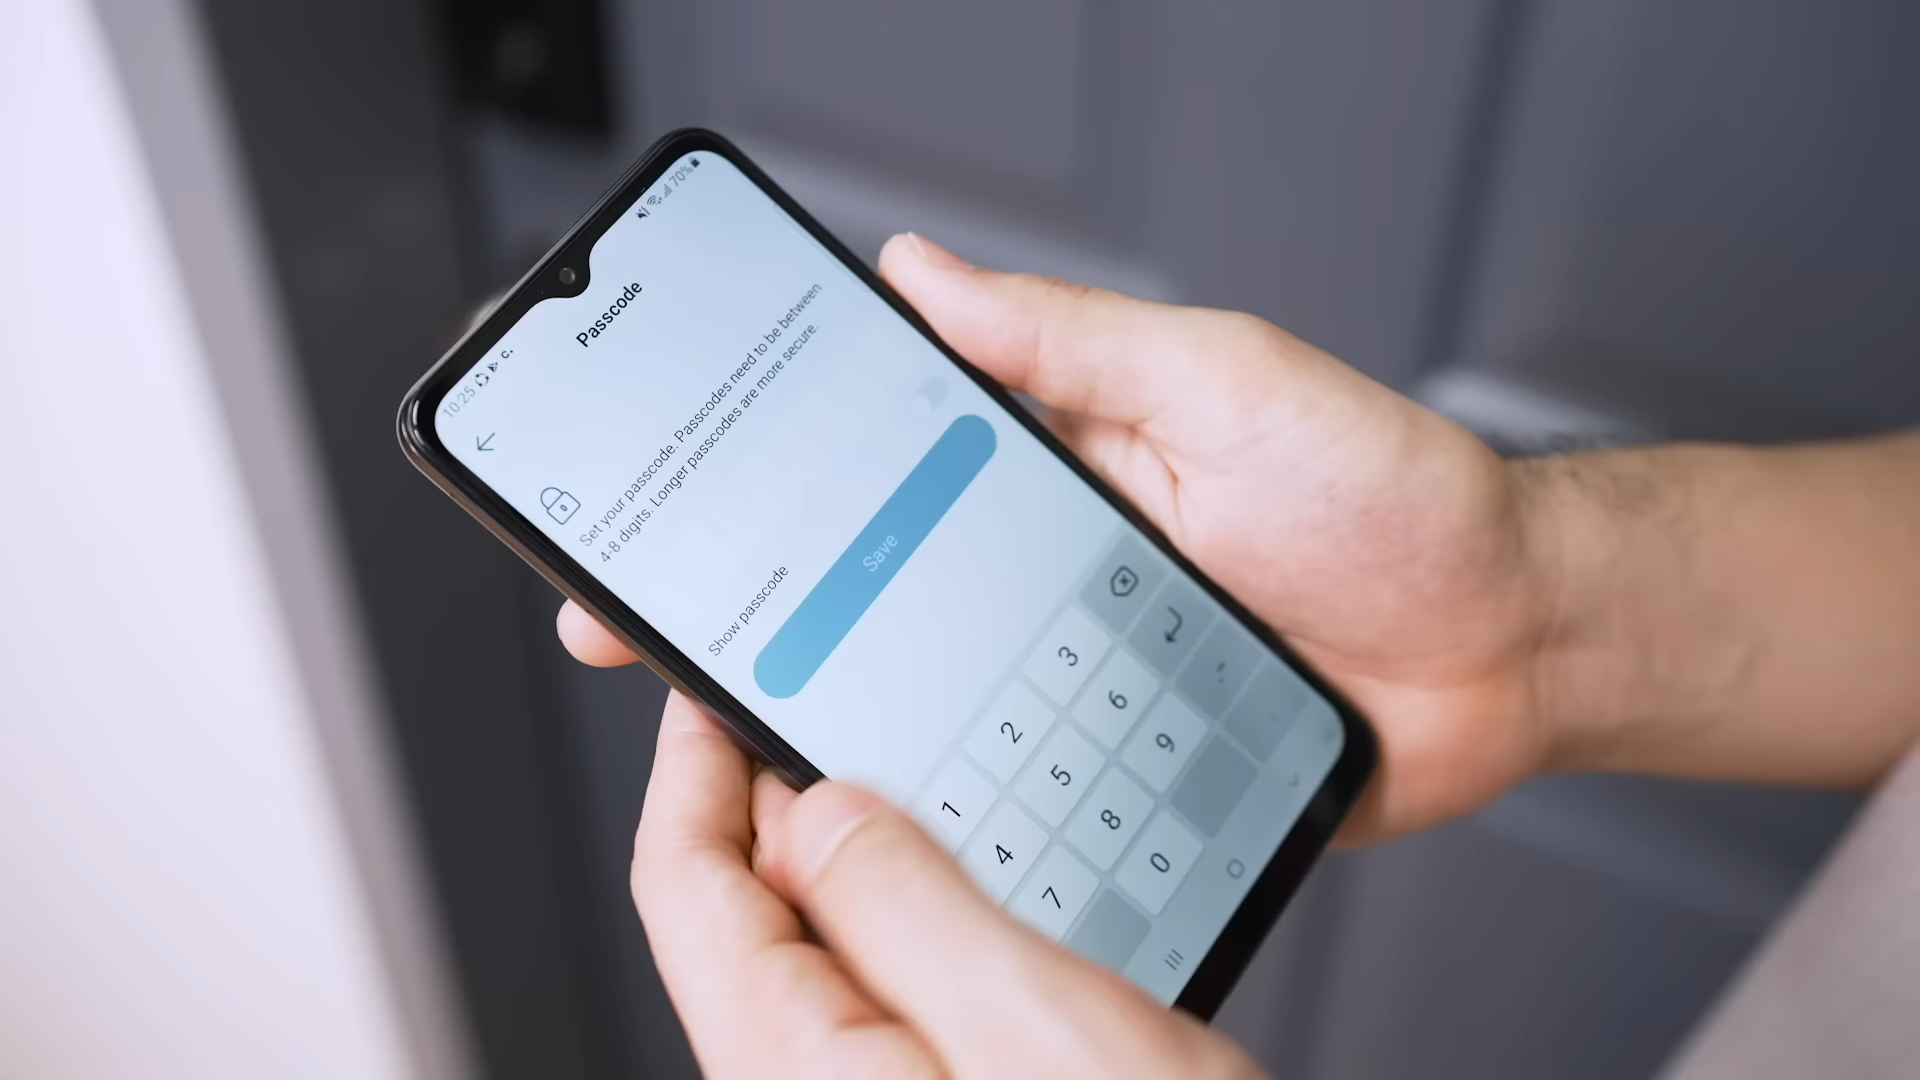 10:25
70%
Passcode
Set your passcode. Passcodes need to be between
4-8 digits. Longer passcodes are more secure.
Show passcode
Save
1 2 3
4 5 6
7 8 9
0